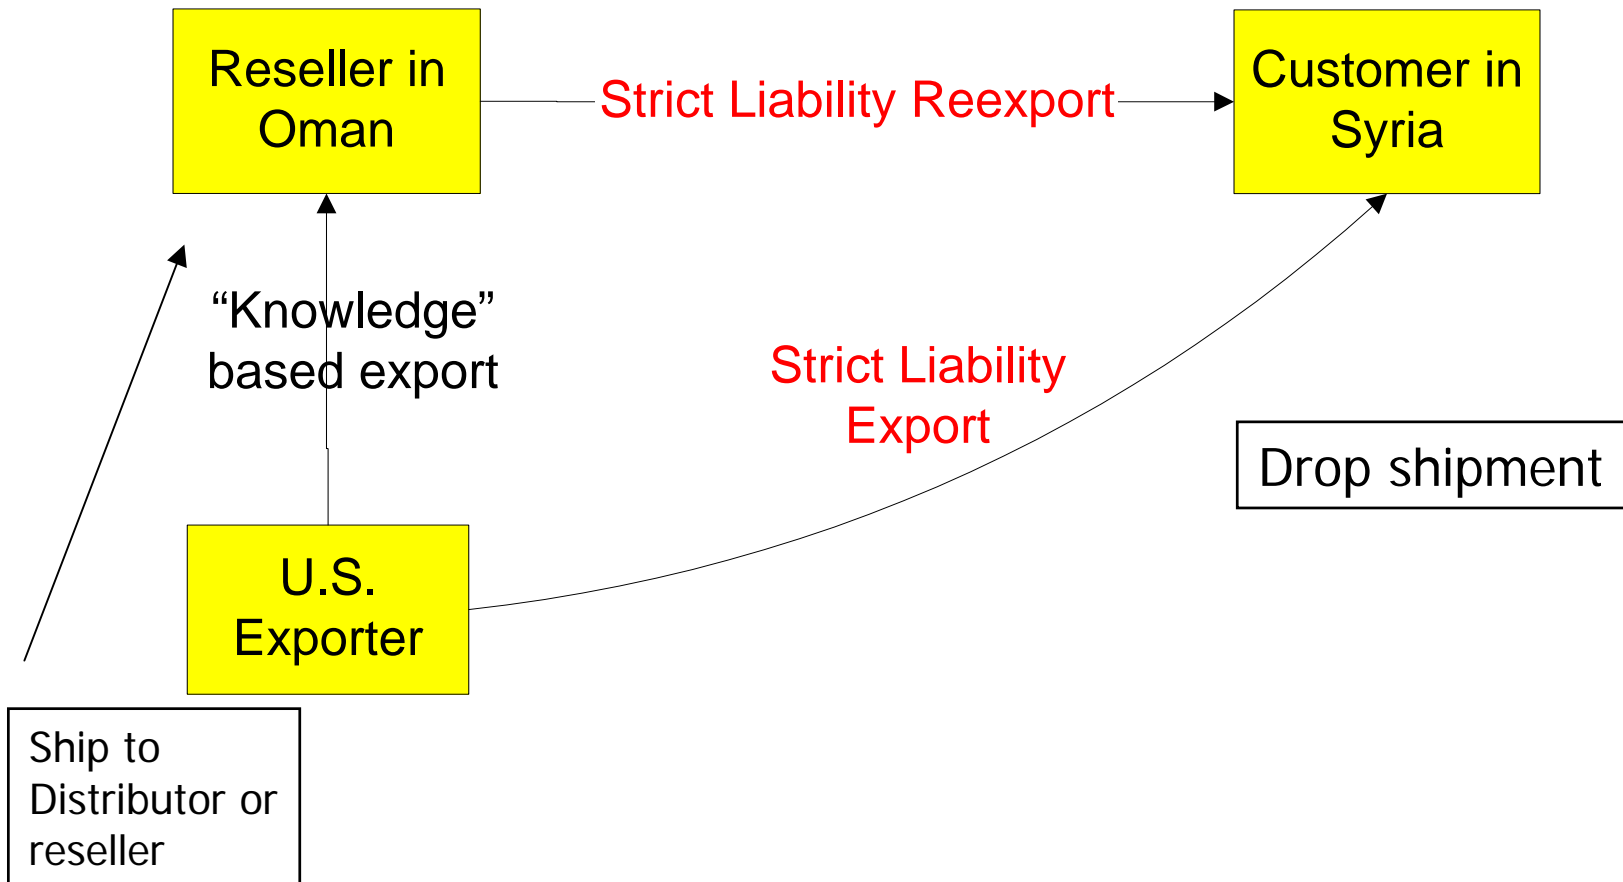 Reseller in
Oman
Strict Liability Reexport
Customer in
Syria
“Knowledge”
based export
Strict Liability
Export
Drop shipment
U.S.
Exporter
Ship to
Distributor or
reseller